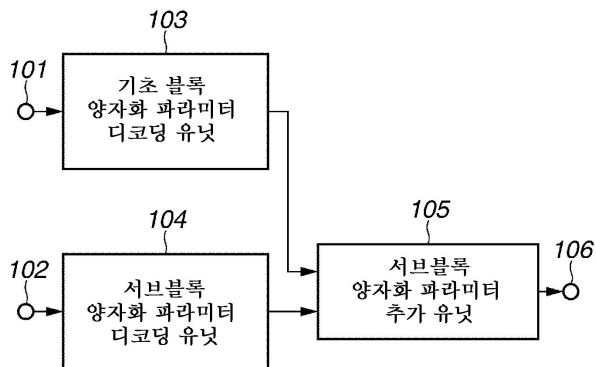 103
101
기초 블록
양자화 파라미터
디코딩 유닛
104
105
102
106
서브블록
양자화 파라미터
디코딩 유닛
서브블록
양자화 파라미터
추가 유닛